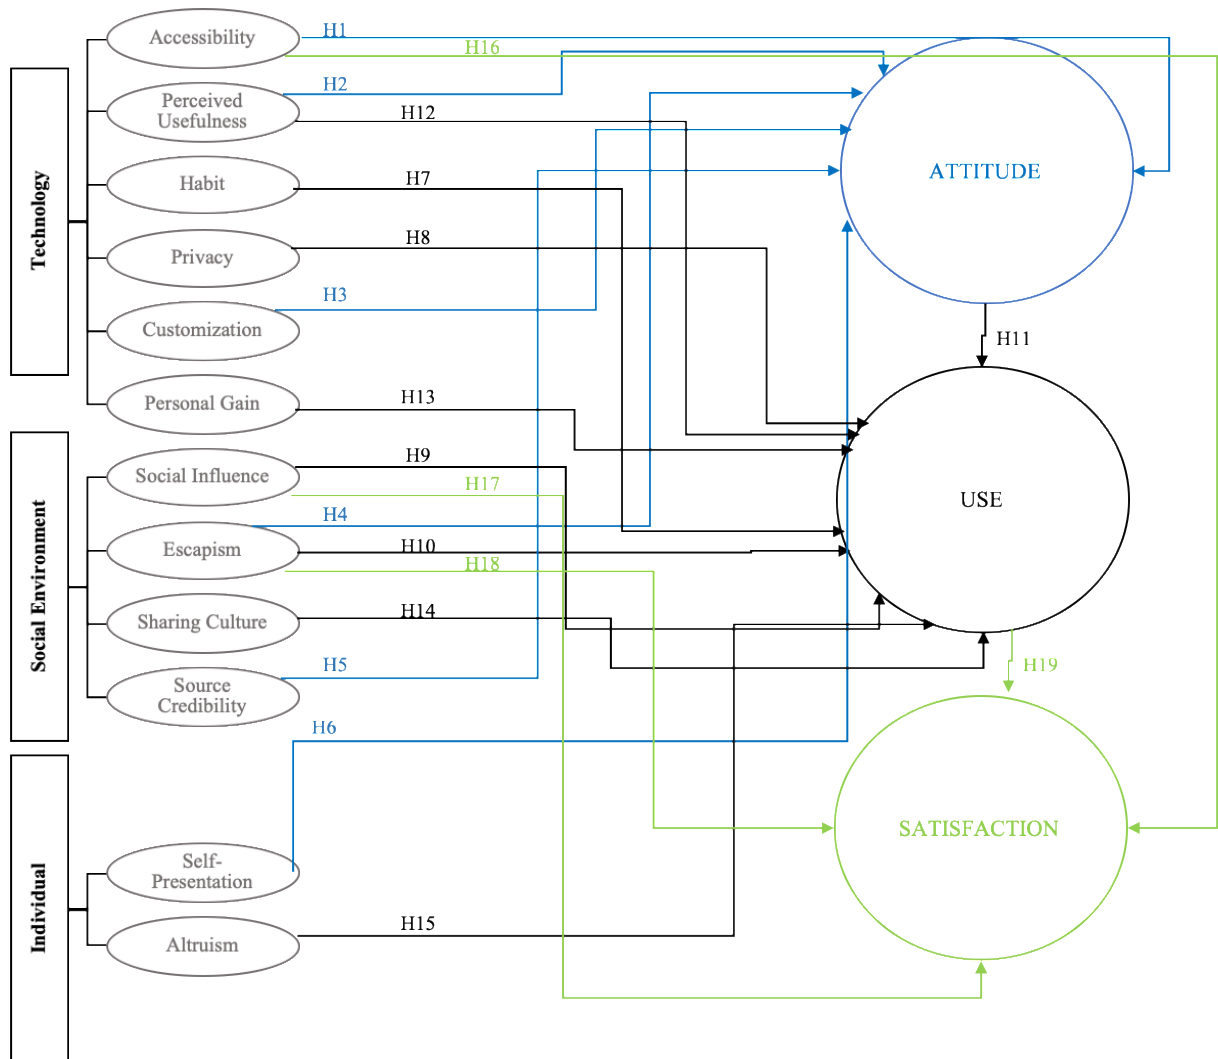 Technology
Accessibility
H1
H16
Perceived
Usefulness
H2
H12
Habit
H7
Privacy
H8
Customization
H3
Personal Gain
H13
Social Environment
Social Influence
H9
H17
Escapism
H4
H10
H18
Sharing Culture
H14
Source
Credibility
H5
Individual
H6
Self-
Presentation
Altruism
H15
ATTITUDE
H11
USE
H19
SATISFACTION